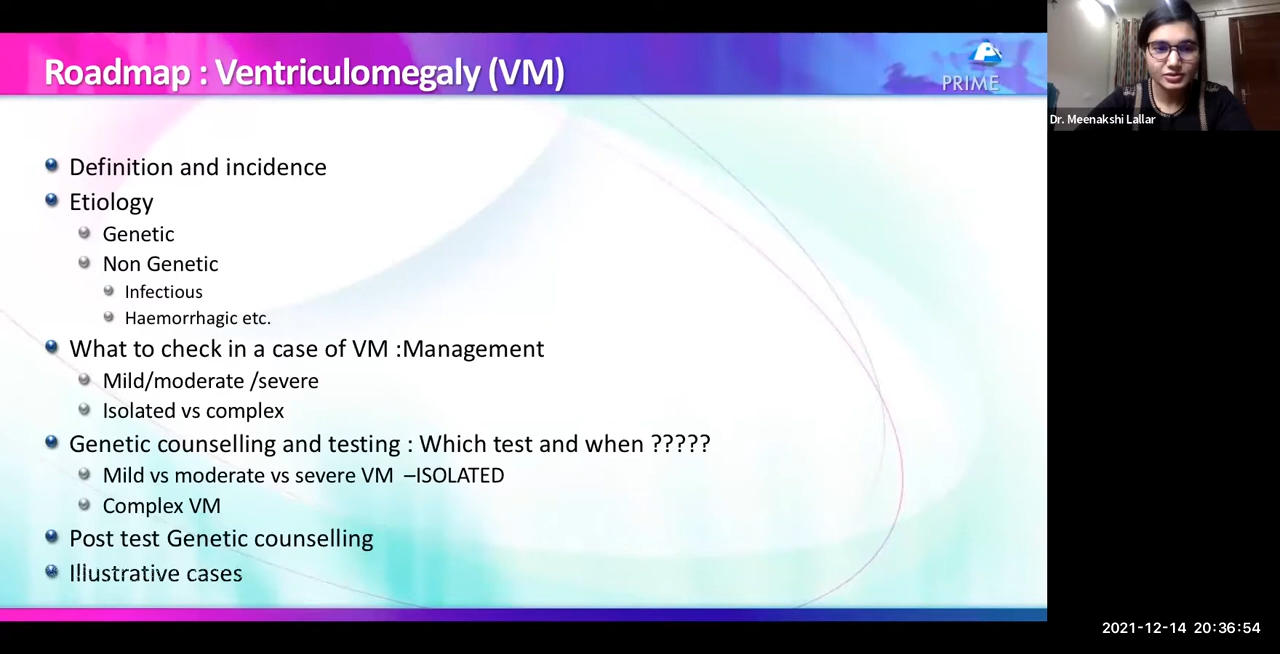 Roadmap : Ventriculomegaly (VM)
PRIME
Dr. Meenakshi Lallar
Definition and incidence
Etiology
Genetic
Non Genetic
Infectious
Haemorrhagic etc.
What to check in a case of VM :Management
Mild/moderate /severe
Isolated vs complex
Genetic counselling and testing : Which test and when ?????
Mild vs moderate vs severe VM –ISOLATED
Complex VM
Post test Genetic counselling
Illustrative cases
2021-12-14 20:36:54